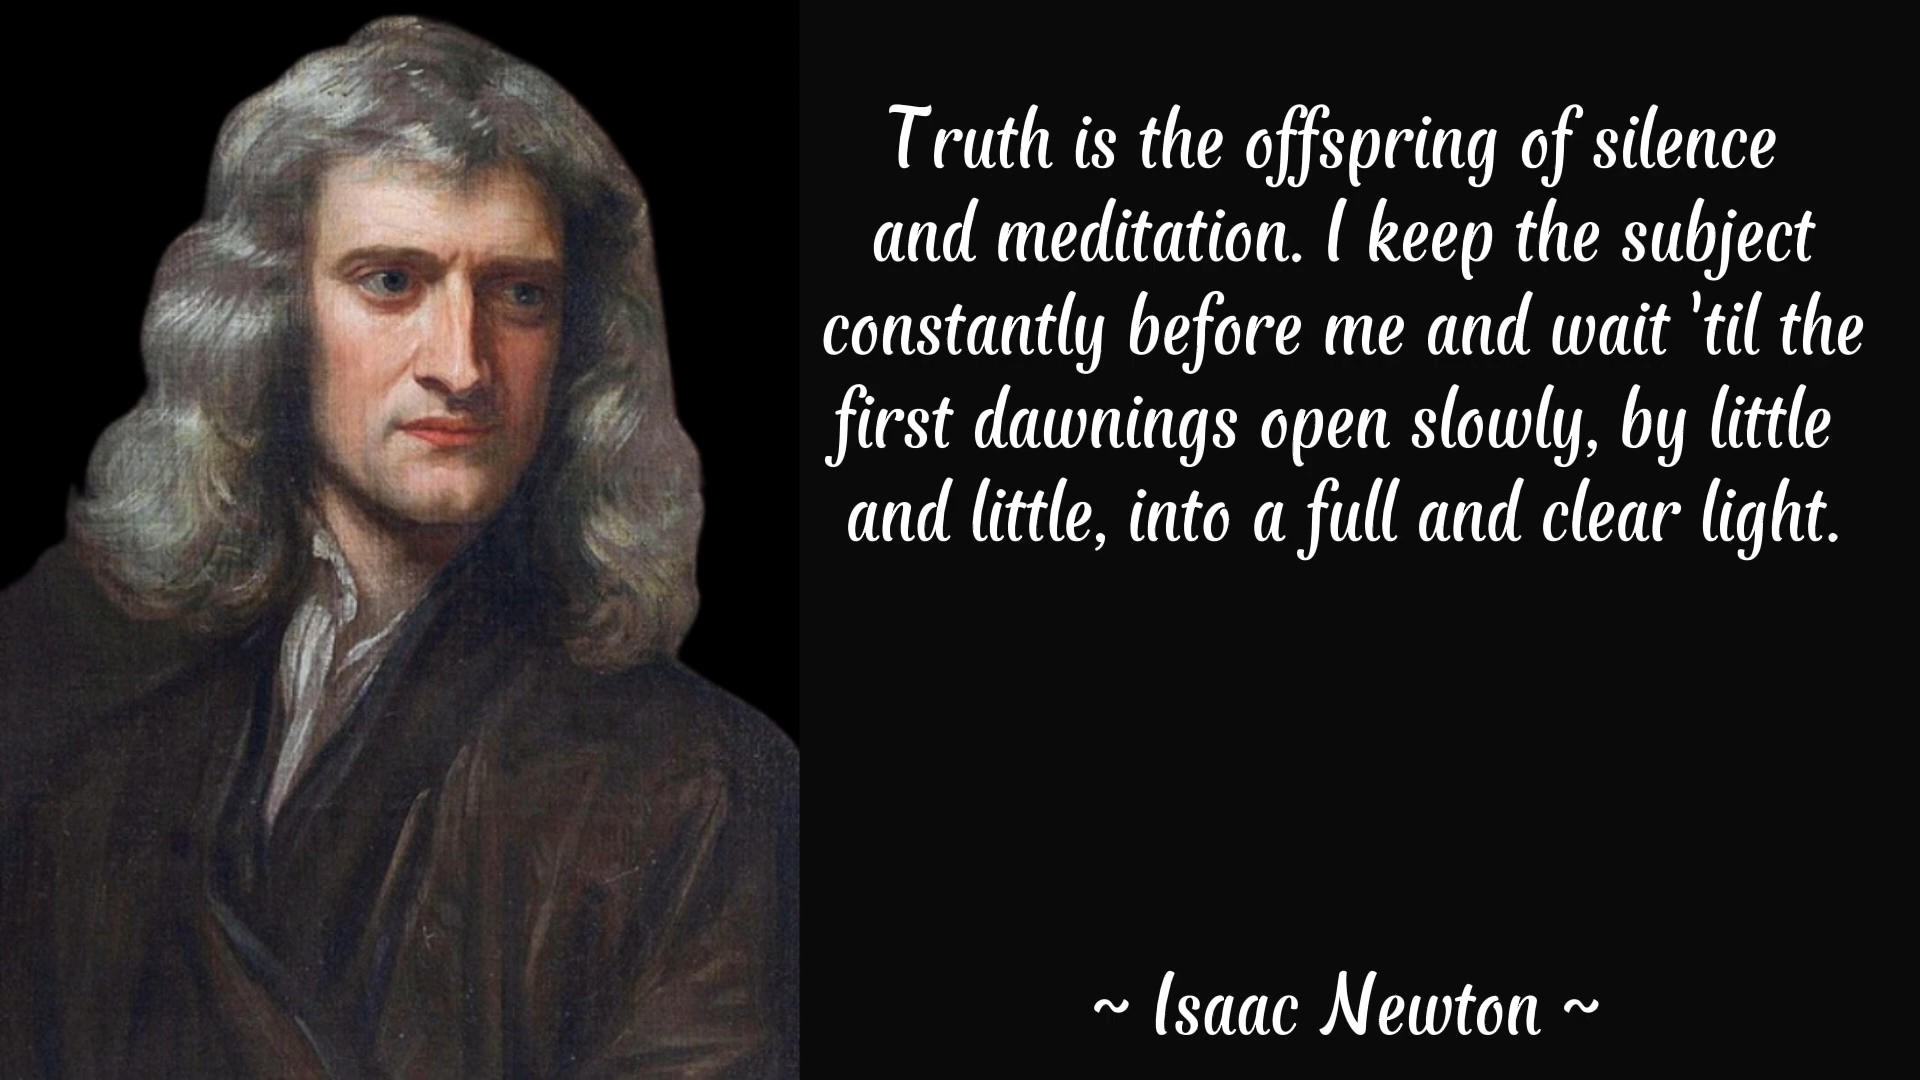 Truth is the offspring of silence
and meditation. I keep the subject
constantly before me and wait 'til the
first dawnings open slowly, by little
and little, into a full and clear light.
~ Isaac Newton ~